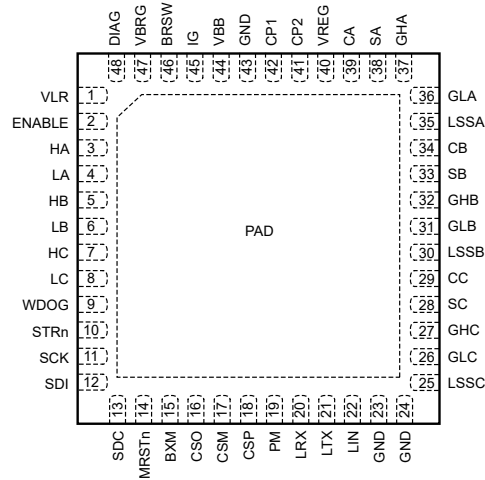 DIAG
VBRG
BRSW
IG
VBB
GND
CP1
CP2
VREG
CA
SA
GHA
48
47
46
45
44
43
42
41
40
39
38
37
VLR 1
ENABLE 2
HA 3
LA 4
HB 5
LB 6
HC 7
LC 8
WDOG 9
STRn 10
SCK 11
SDI 12
PAD
36 GLA
35 LSSA
34 CB
33 SB
32 GHB
31 GLB
30 LSSB
29 CC
28 SC
27 GHC
26 GLC
25 LSSC
13
14
15
16
17
18
19
20
21
22
23
24
SDC
MRSTn
BXM
CSO
CSM
CSP
PM
LRX
LTX
LIN
GND
GND